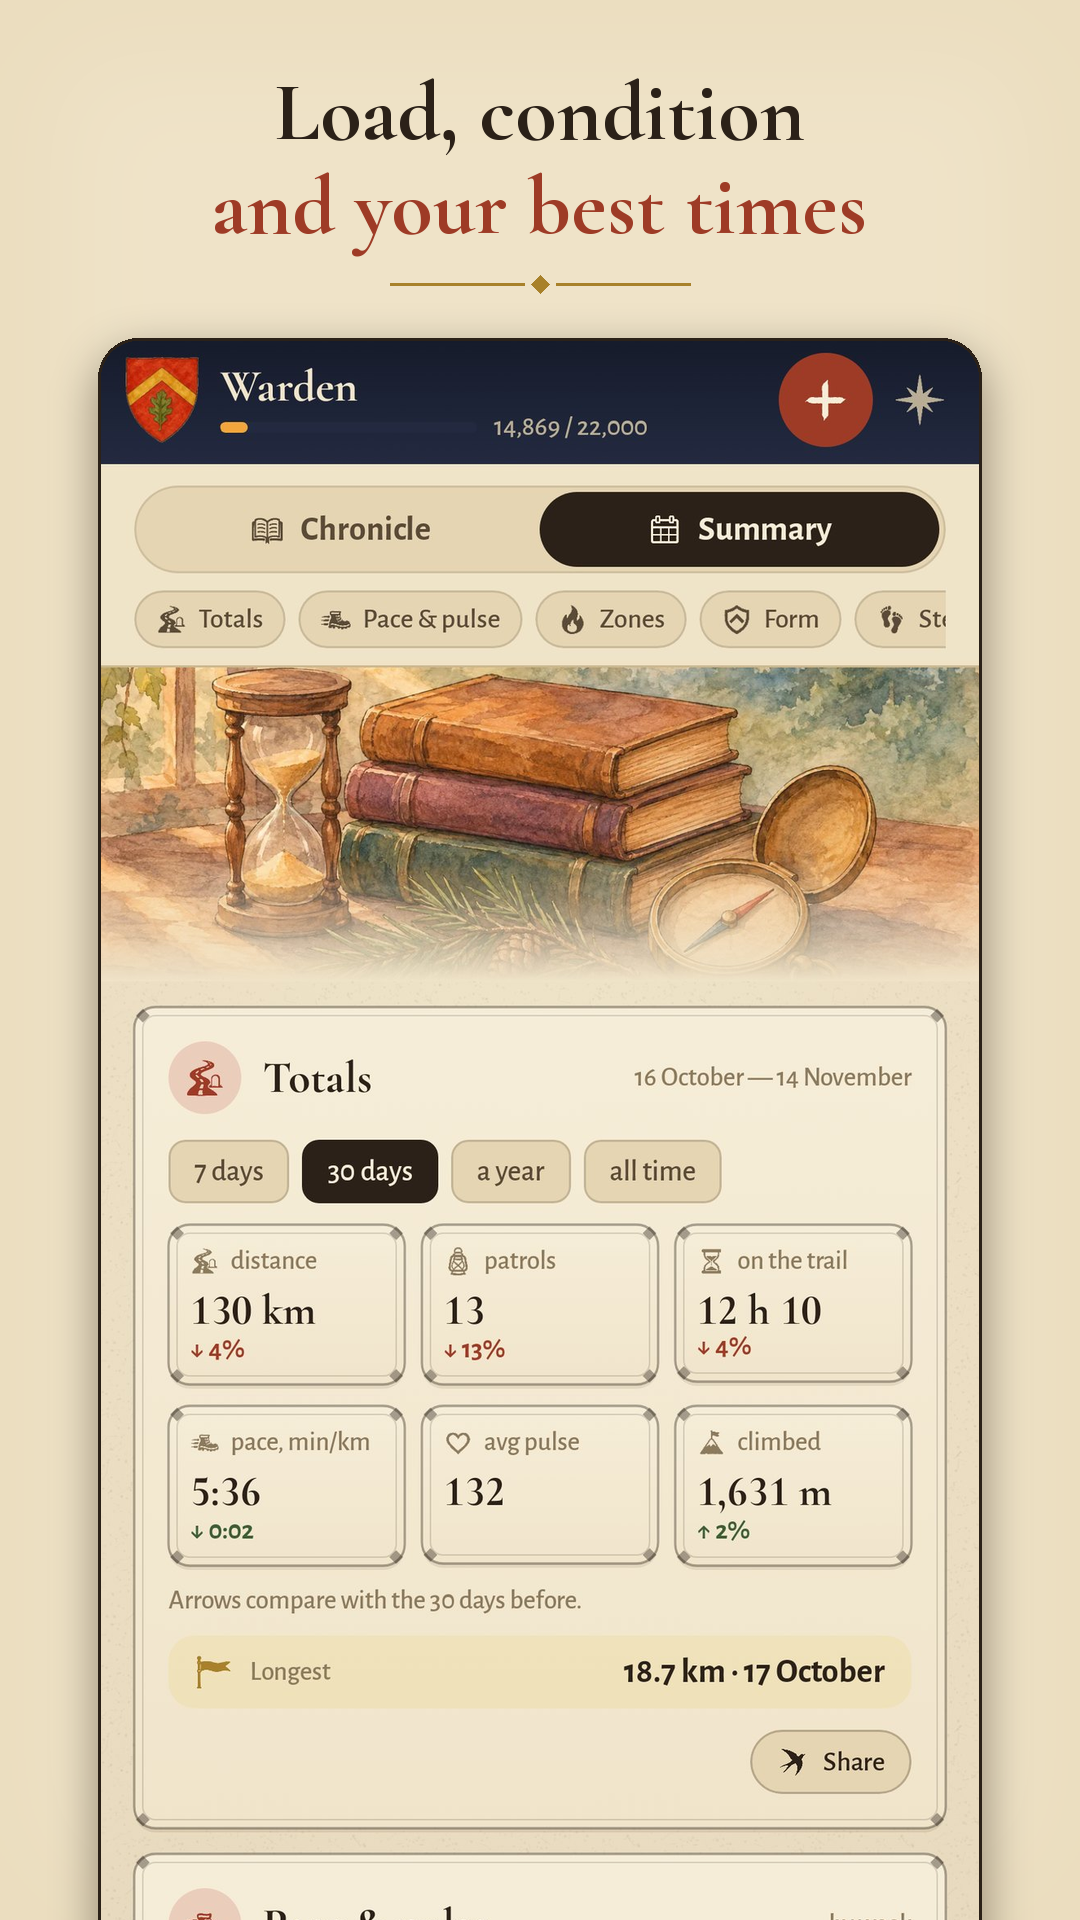 Load, condition
and your best times
Warden
14,869 / 22,000
Chronicle
Summary
Totals
Pace & pulse
Zones
Form
Totals
16 October — 14 November
7 days
30 days
a year
all time
distance
patrols
on the trail
130 km
13
12 h 10
↓ 4%
↓ 13%
↓ 4%
pace, min/km
avg pulse
climbed
5:36
132
1,631 m
↓ 0:02
↑ 2%
Arrows compare with the 30 days before.
Longest
18.7 km · 17 October
Share